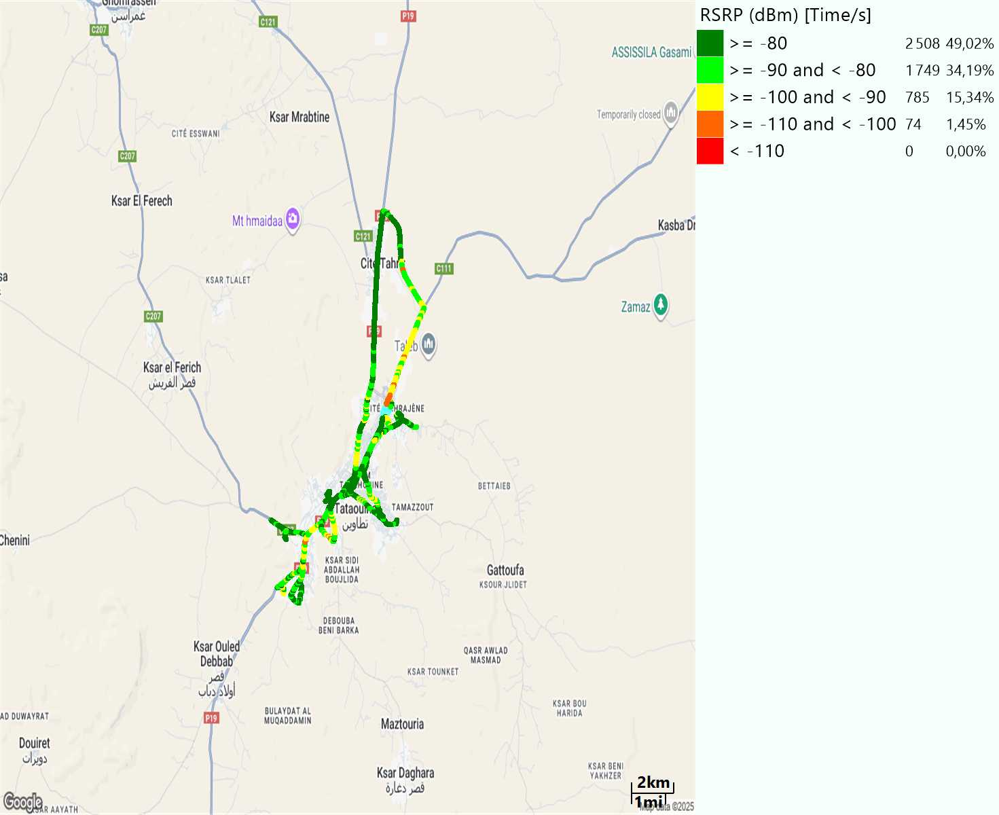 غمراسن
C207
C121
P19
RSRP (dBm) [Time/s]
>= -80 2 508 49,02%
>= -90 and < -80 1 749 34,19%
>= -100 and < -90 785 15,34%
>= -110 and < -100 74 1,45%
< -110 0 0,00%
ASSISSILA Gasami
Temporarily closed
Ksar Mrabtine
CITÉ ESSWANI
C207
Ksar El Ferech
Mt hmaidaa
C121
Kasba Dr
C111
KSAR TLALET
Zamaz
C207
Ksar el Ferich
قصر الفريش
BETTAIEB
TAMAZZOUT
تطاوين
Chenini
KSAR SIDI
ABDALLAH
BOUJLIDA
Gattoufa
KSOUR JLIDET
DEBOUBA
BENI BARKA
Ksar Ouled
Debbab
قصر
أولاد دباب
QASR AWLAD
MASMAD
KSAR TOUNKET
P19
BULAYDAT AL
MUQADDAMIN
KSAR BOU
HARIDA
AD DUWAYRAT
Maztouria
Douiret
دويرات
Ksar Daghara
قصر دغارة
KSAR BENI
YAKHZER
2km
1mi
Google
KSAR AAYATH
Map data ©2025